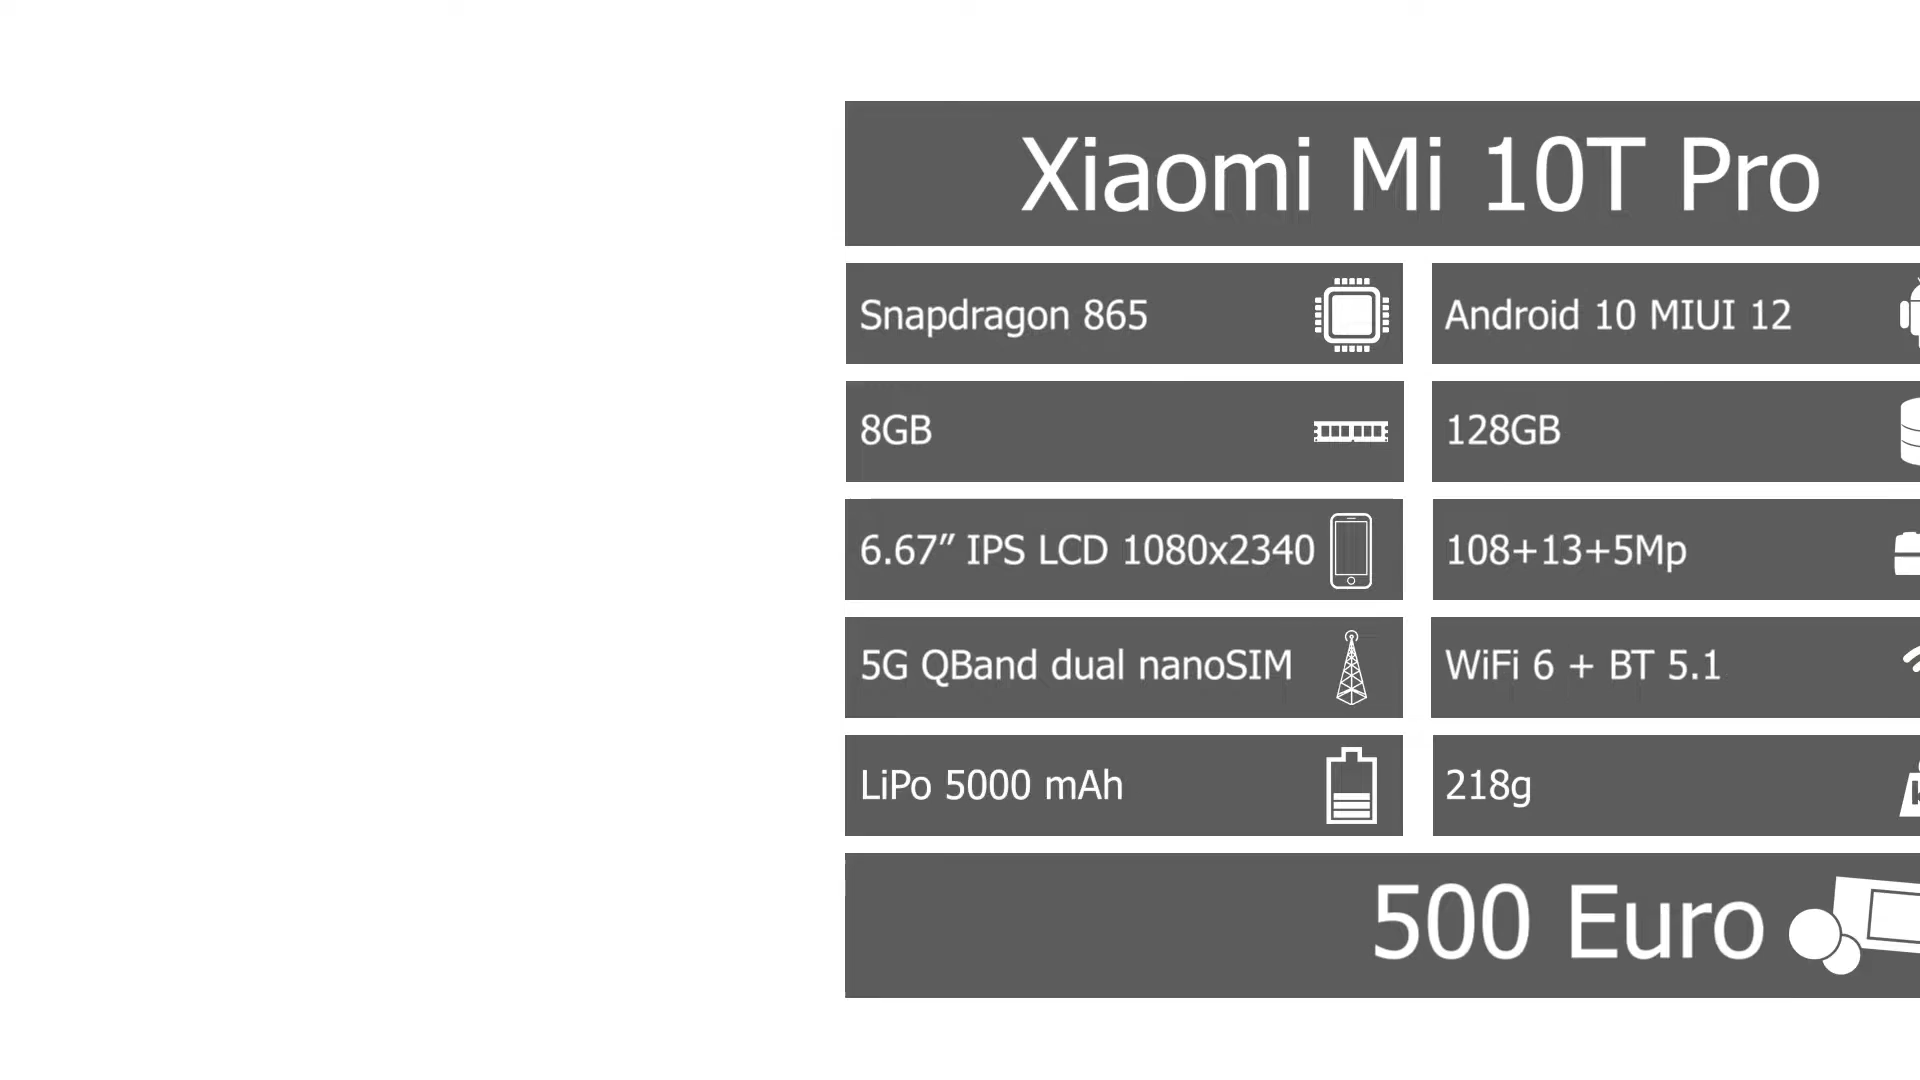 Xiaomi Mi 10T Pro
Snapdragon 865
Android 10 MIUI 12
8GB
128GB
6.67” IPS LCD 1080x2340
108+13+5Mp
5G QBand dual nanoSIM
WiFi 6 + BT 5.1
LiPo 5000 mAh
218g
500 Euro